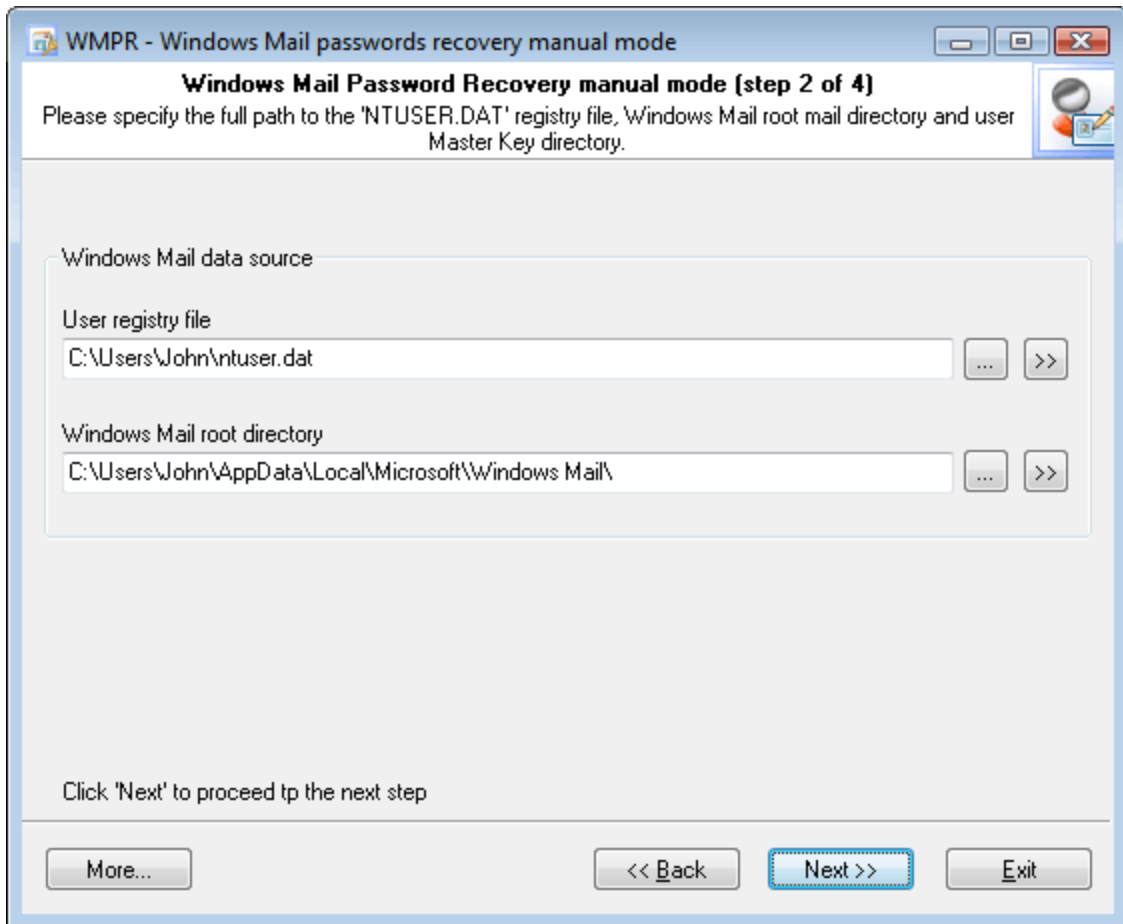 WMPR - Windows Mail passwords recovery manual mode
Windows Mail Password Recovery manual mode (step 2 of 4)
Please specify the full path to the 'NTUSER.DAT' registry file, Windows Mail root mail directory and user
Master Key directory.
Windows Mail data source
User registry file
C:\Users\John\ntuser.dat
...
>>
Windows Mail root directory
C:\Users\John\AppData\Local\Microsoft\Windows Mail\
...
>>
Click 'Next' to proceed tp the next step
More...
<< Back
Next >>
Exit